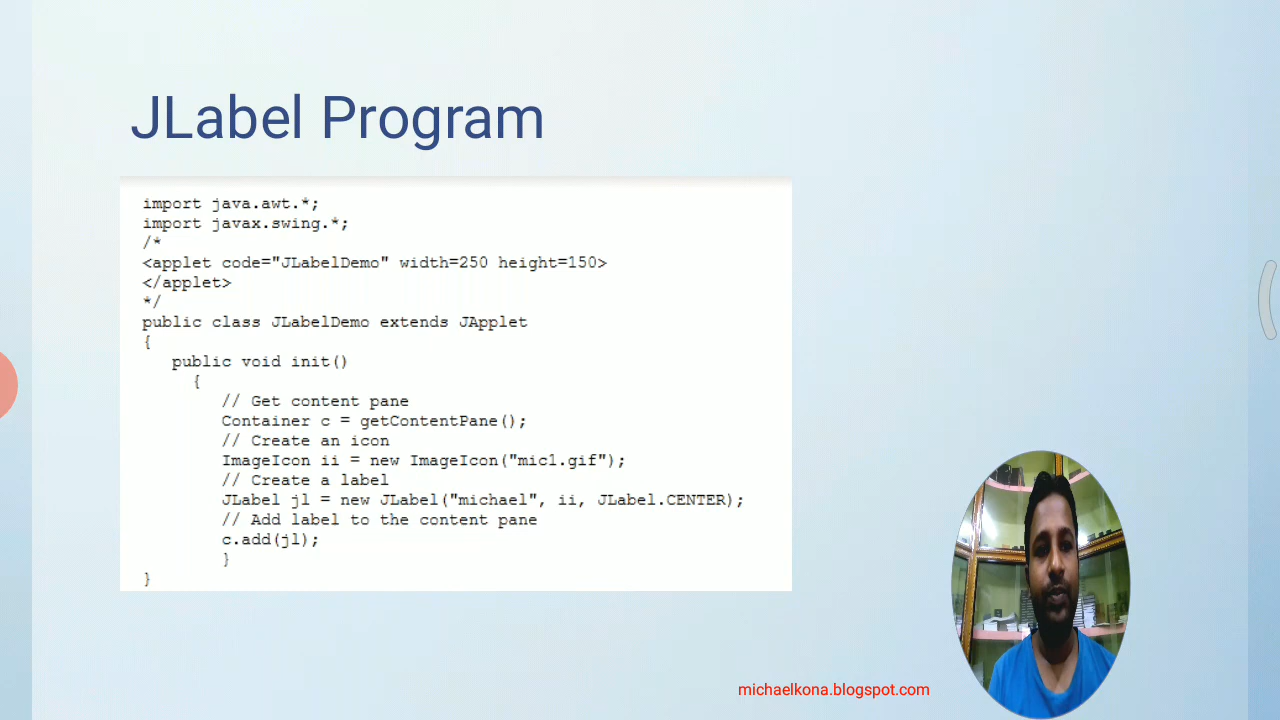 JLabel Program
import java.awt.*;
import javax.swing.*;
/*
<applet code="JLabelDemo" width=250 height=150>
</applet>
*/
public class JLabelDemo extends JApplet
{
public void init()
{
// Get content pane
Container c = getContentPane();
// Create an icon
ImageIcon ii = new ImageIcon("mic1.gif");
// Create a label
JLabel jl = new JLabel("michael", ii, JLabel.CENTER);
// Add label to the content pane
c.add(jl);
}
}
michaelkona.blogspot.com